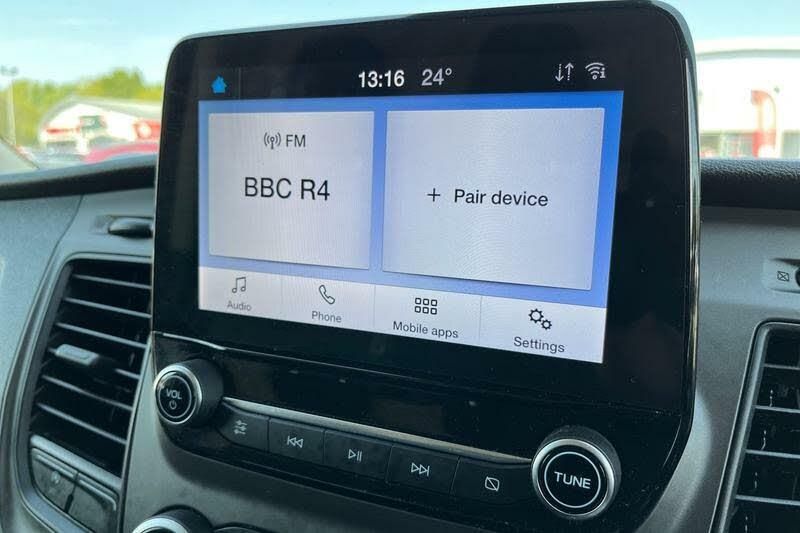 13:16 24°
FM
BBC R4
+ Pair device
Audio
Phone
Mobile apps
Settings
VOL
TUNE